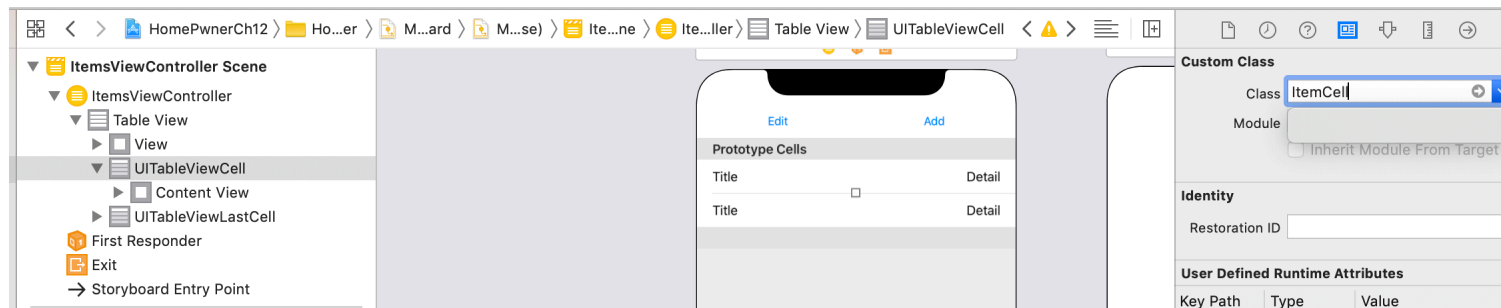 HomePwnerCh12 Ho...er M...ard M...se) Ite...ne Ite...ller) Table View UITableViewCell
Custom Class
Class ItemCell
Module
Inherit Module From Target
Identity
Restoration ID
User Defined Runtime Attributes
Key Path Type Value
ItemsViewController Scene
ItemsViewController
Table View
View
UITableViewCell
Content View
UITableViewLastCell
First Responder
Exit
Storyboard Entry Point
Edit Add
Prototype Cells
Title Detail
Title Detail